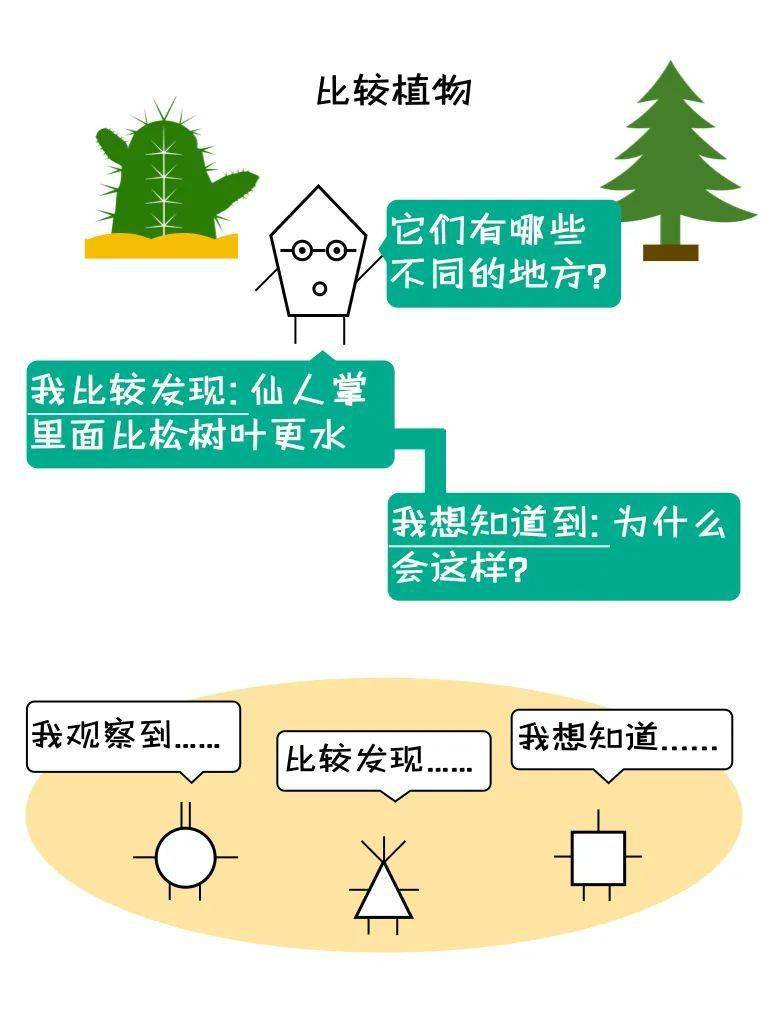 比较植物
它们有哪些
不同的地方?
我比较发现: 仙人掌
里面比松树叶更水
我想知道到: 为什么
会这样?
我观察到……
比较发现……
我想知道……